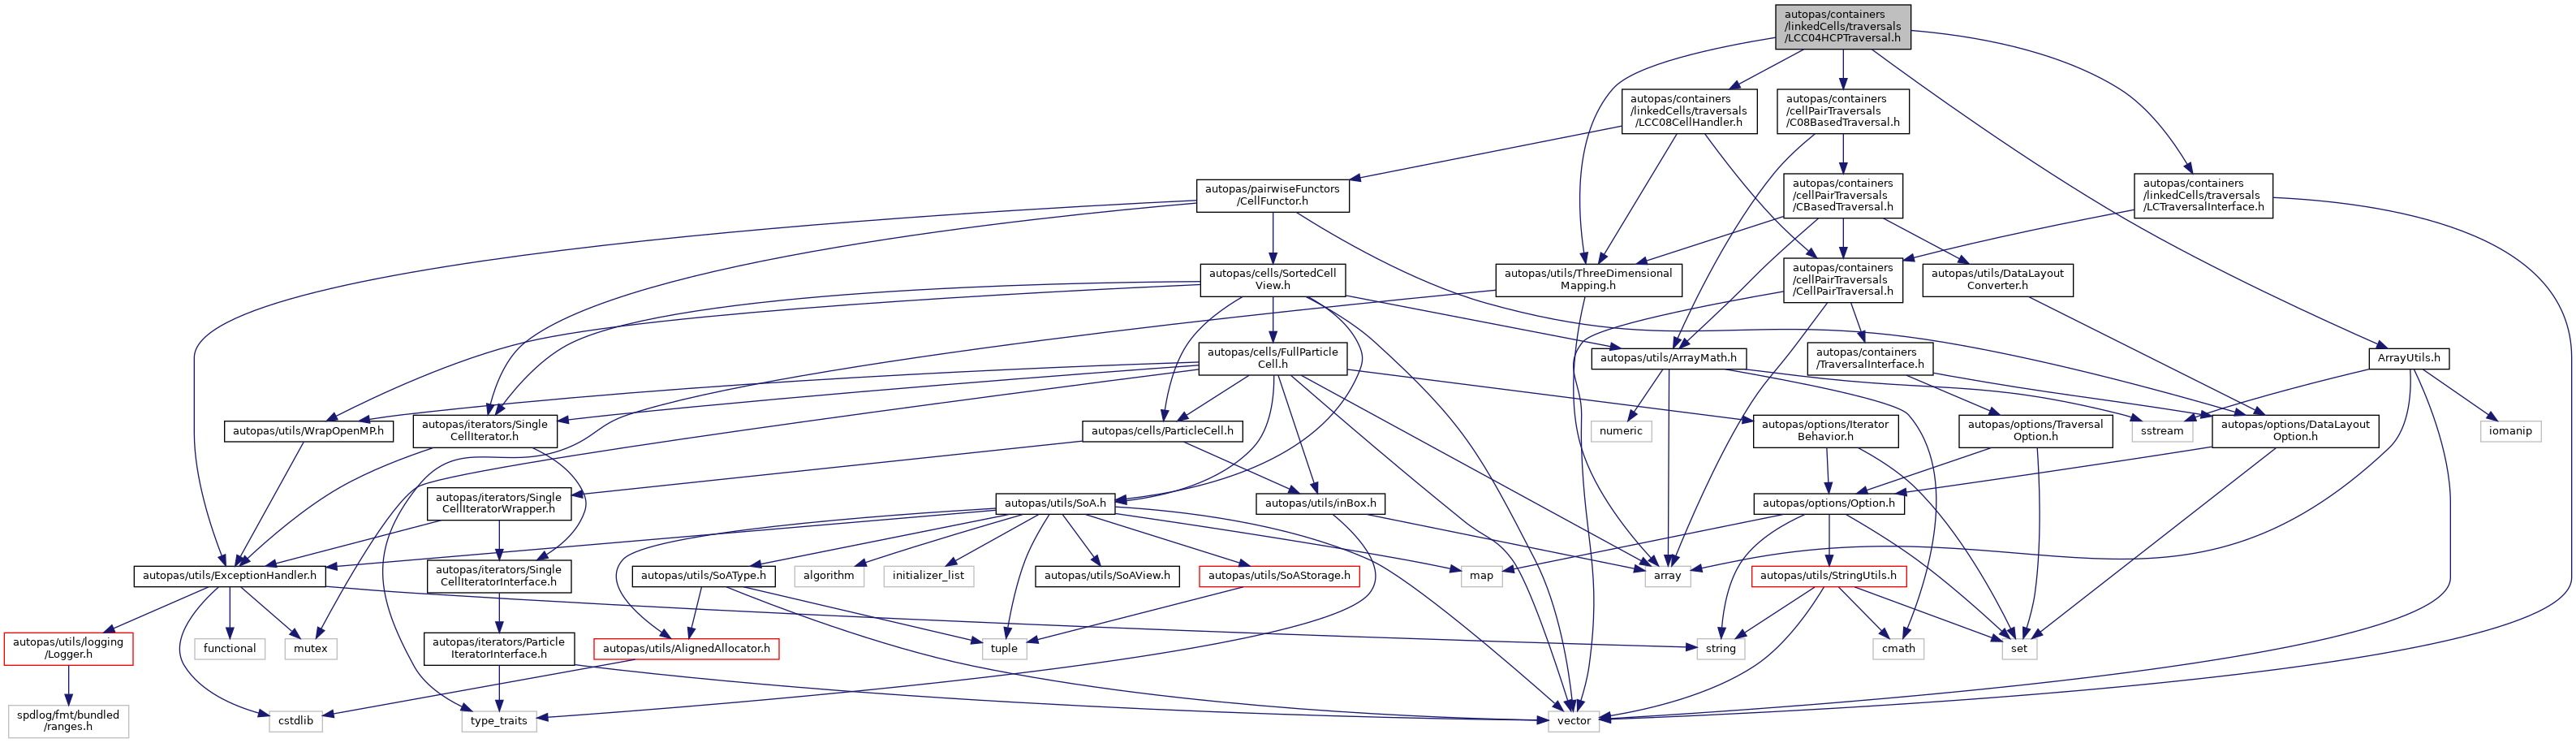 autopas/containers
/linkedCells/traversals
/LCC04HCPTraversal.h
autopas/containers
/linkedCells/traversals
/LCC08CellHandler.h
autopas/containers
/cellPairTraversals
/C08BasedTraversal.h
autopas/pairwiseFunctors
/CellFunctor.h
autopas/containers
/cellPairTraversals
/CBasedTraversal.h
autopas/containers
/linkedCells/traversals
/LCTraversalInterface.h
autopas/cells/SortedCell
View.h
autopas/utils/ThreeDimensional
Mapping.h
autopas/containers
/cellPairTraversals
/CellPairTraversal.h
autopas/utils/DataLayout
Converter.h
autopas/cells/FullParticle
Cell.h
autopas/utils/ArrayMath.h
autopas/containers
/TraversalInterface.h
ArrayUtils.h
autopas/utils/WrapOpenMP.h
autopas/iterators/Single
CellIterator.h
autopas/cells/ParticleCell.h
numeric
autopas/options/Iterator
Behavior.h
autopas/options/Traversal
Option.h
sstream
autopas/options/DataLayout
Option.h
iomanip
autopas/iterators/Single
CellIteratorWrapper.h
autopas/utils/SoA.h
autopas/utils/inBox.h
autopas/options/Option.h
autopas/utils/ExceptionHandler.h
autopas/iterators/Single
CellIteratorInterface.h
autopas/utils/SoAType.h
algorithm
initializer_list
autopas/utils/SoAView.h
autopas/utils/SoAStorage.h
map
array
autopas/utils/StringUtils.h
autopas/utils/logging
/Logger.h
functional
mutex
autopas/iterators/Particle
IteratorInterface.h
autopas/utils/AlignedAllocator.h
tuple
string
cmath
set
spdlog/fmt/bundled
/ranges.h
cstdlib
type_traits
vector